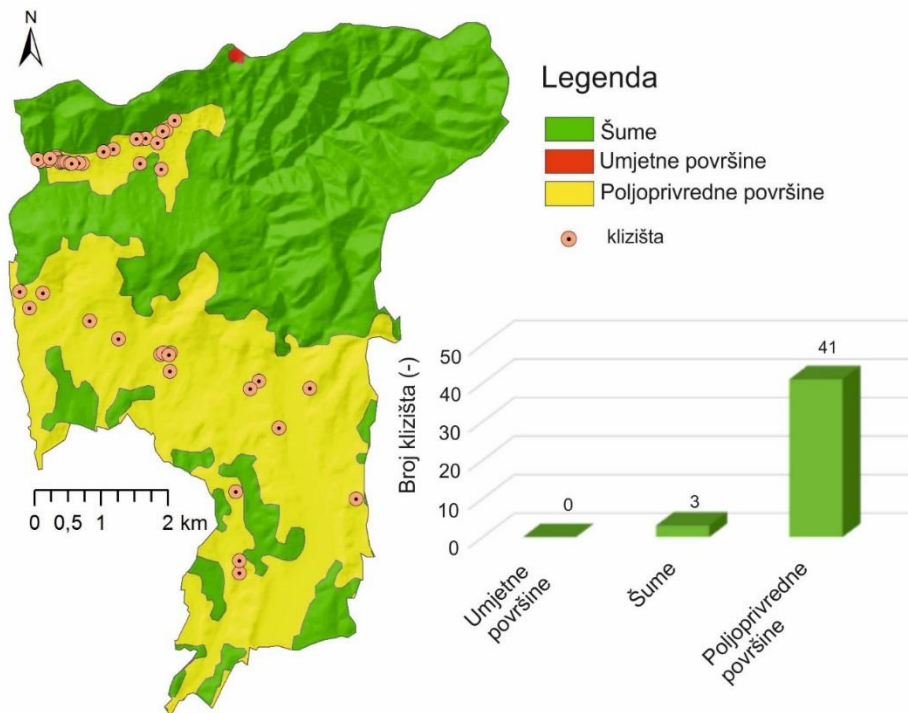 N
Legenda
Šume
Umjetne površine
Poljoprivredne površine
klizišta
0 0,5 1 2 km
Broj klizišta (-)
50
40
30
20
10
0
0
3
41
Umjetne
površine
Šume
Poljoprivredne
površine